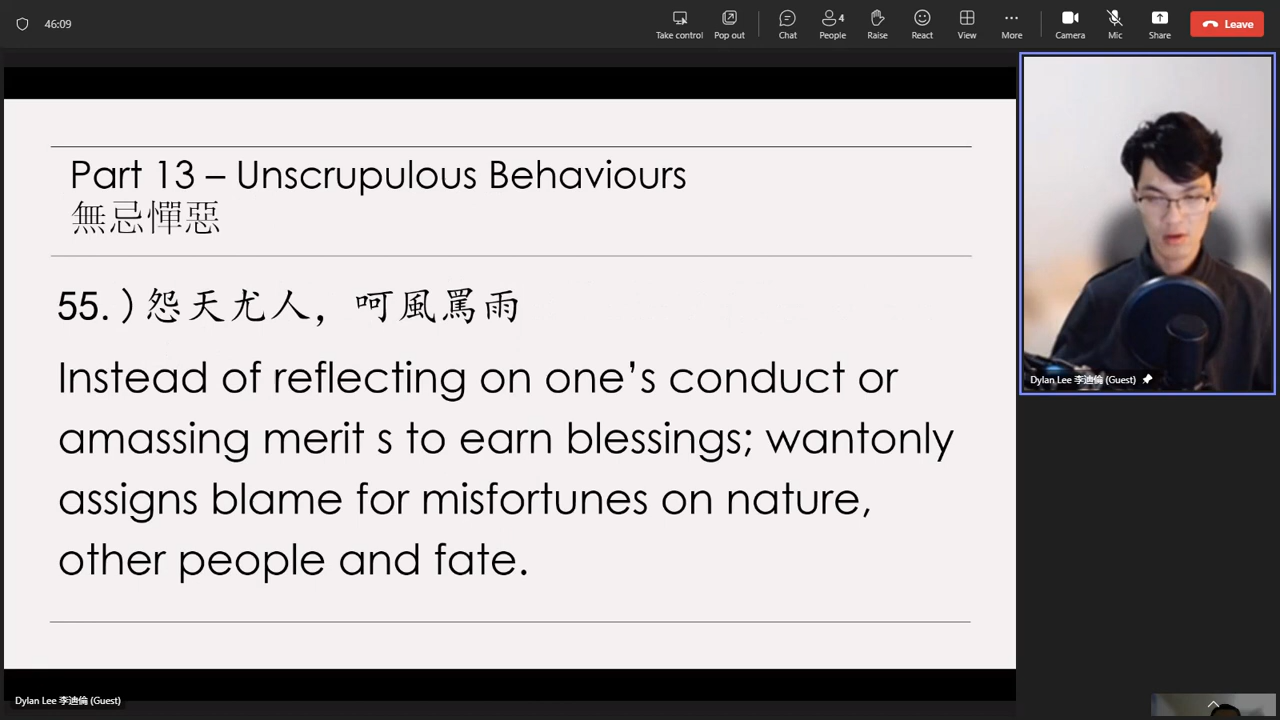 46:09
Take control
Pop out
Chat
4
People
Raise
React
View
More
Camera
Mic
Share
Leave
Part 13 – Unscrupulous Behaviours
無忌憚惡
55. ) 怨天尤人，呵風罵雨
Instead of reflecting on one’s conduct or
amassing merit s to earn blessings; wantonly
assigns blame for misfortunes on nature,
other people and fate.
Dylan Lee 李迪倫 (Guest)
Dylan Lee 李迪倫 (Guest)